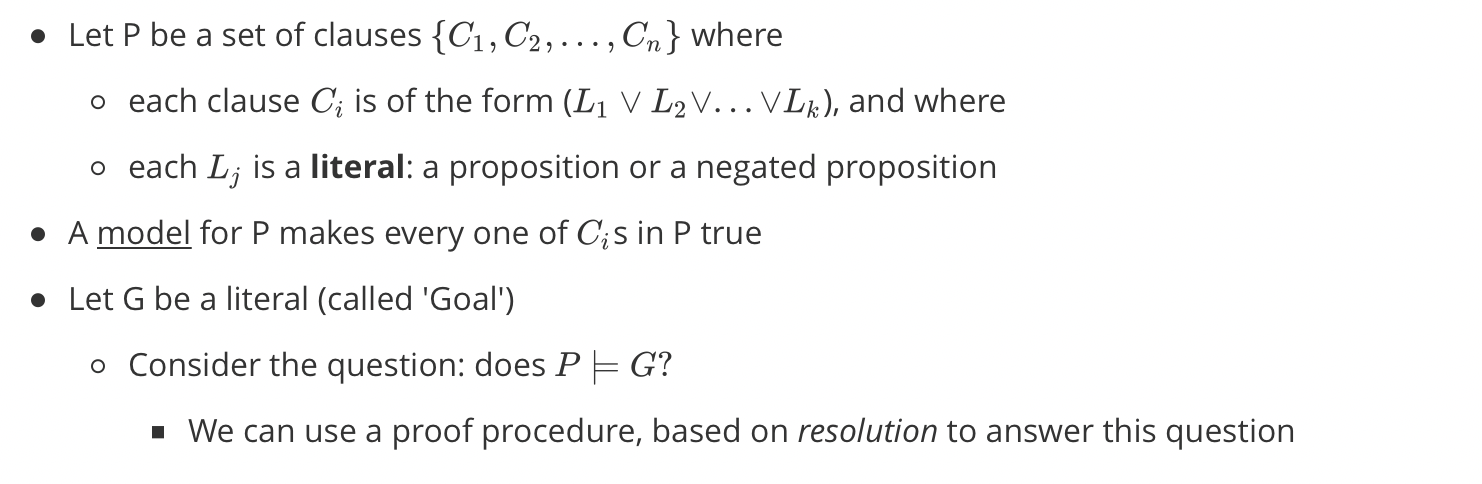 ● Let P be a set of clauses {C₁, C₂, . . . , Cₙ} where
○ each clause Cᵢ is of the form (L₁ ∨ L₂∨. . . ∨Lₖ), and where
○ each Lⱼ is a literal: a proposition or a negated proposition
● A model for P makes every one of Cᵢs in P true
● Let G be a literal (called 'Goal')
○ Consider the question: does P ⊨ G?
■ We can use a proof procedure, based on resolution to answer this question